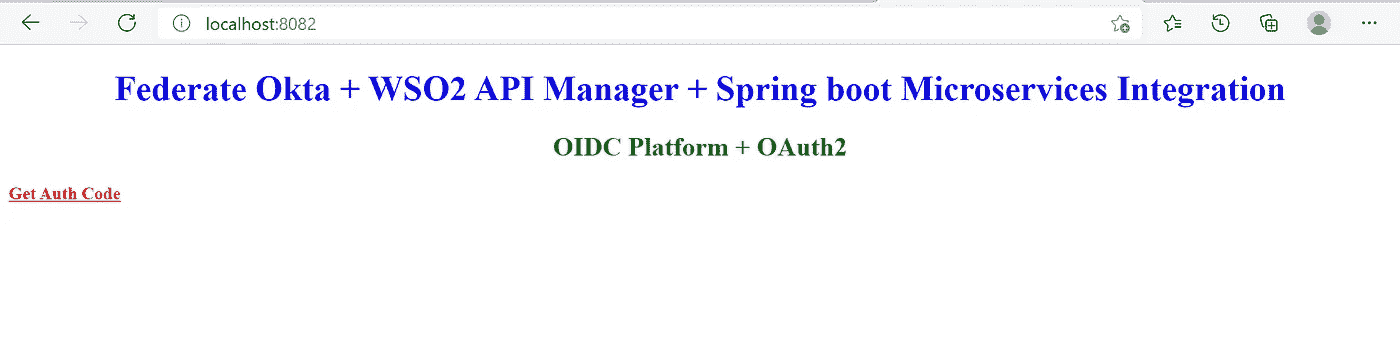 localhost:8082
Federate Okta + WSO2 API Manager + Spring boot Microservices Integration
OIDC Platform + OAuth2
Get Auth Code